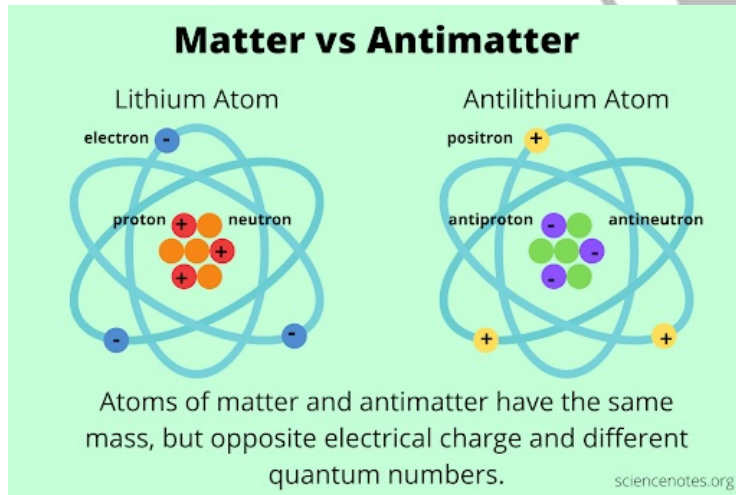 Matter vs Antimatter
Lithium Atom
Antilithium Atom
electron
-
positron
+
proton
+
neutron
+
+
-
-
antiproton
-
antineutron
-
-
+
+
Atoms of matter and antimatter have the same
mass, but opposite electrical charge and different
quantum numbers.
sciencenotes.org